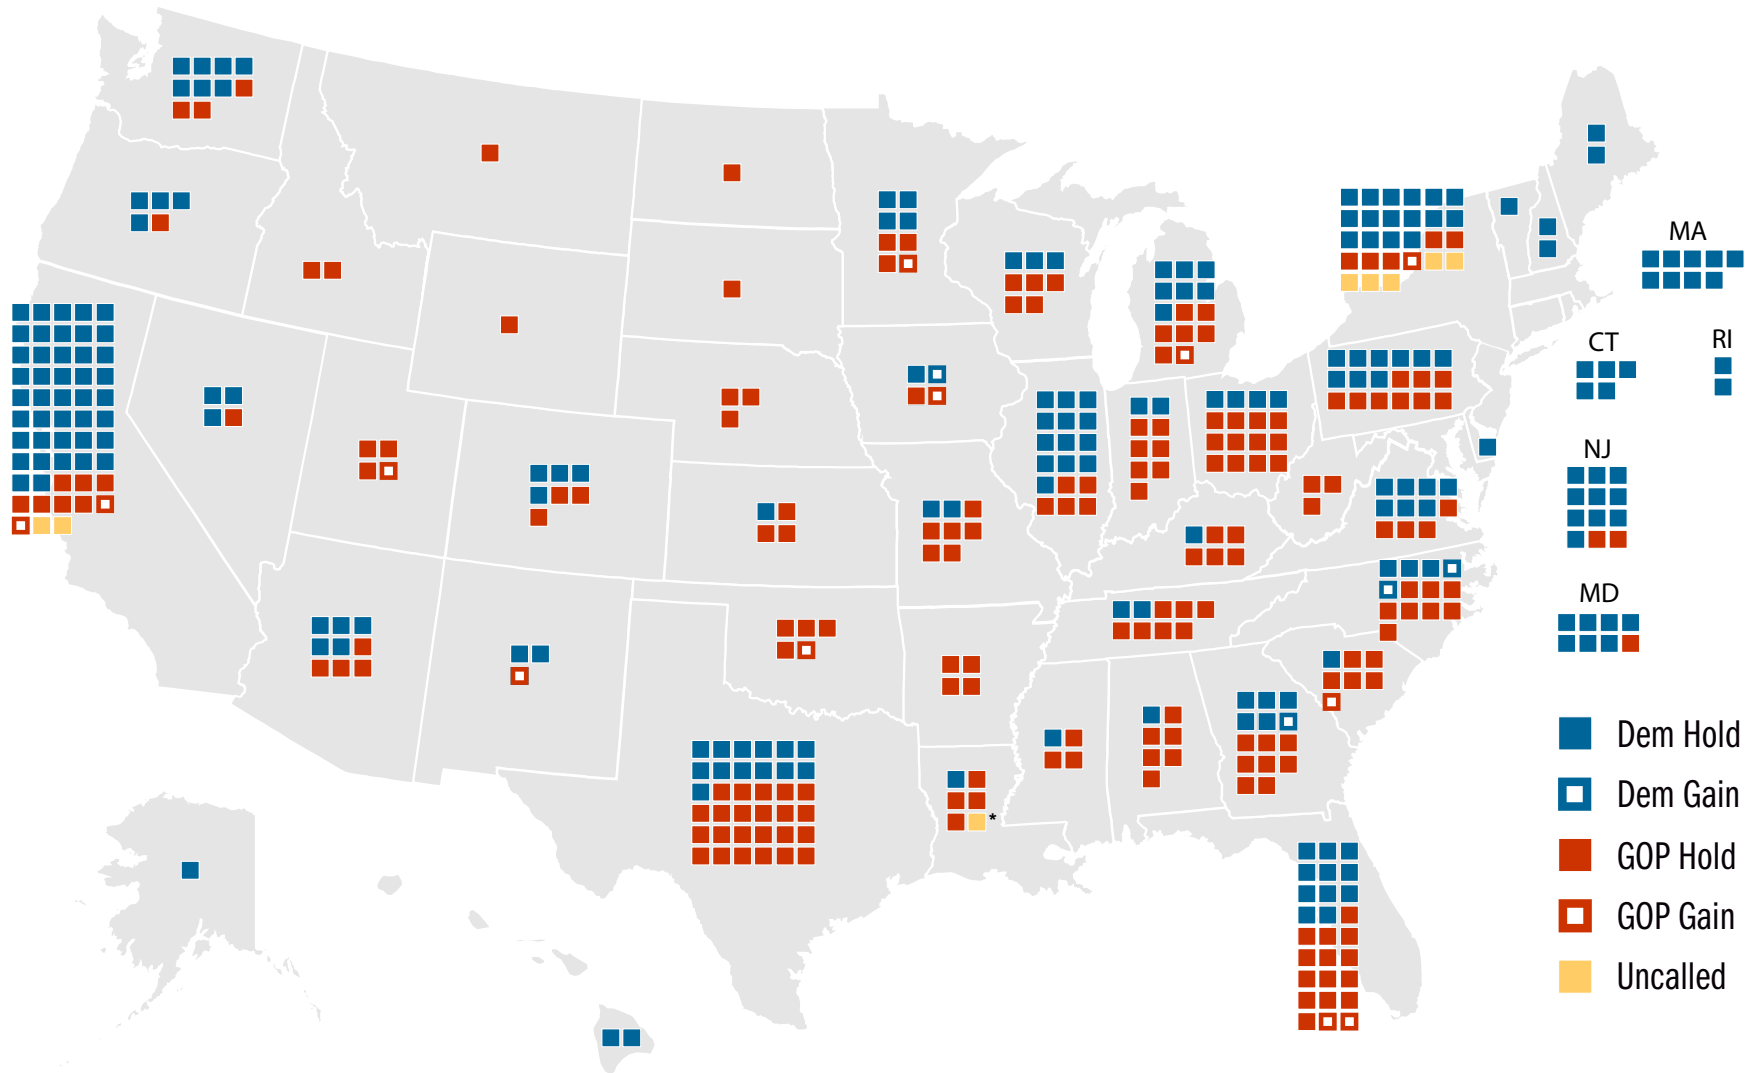 MA
CT
RI
NJ
MD
Dem Hold
Dem Gain
GOP Hold
GOP Gain
Uncalled
*